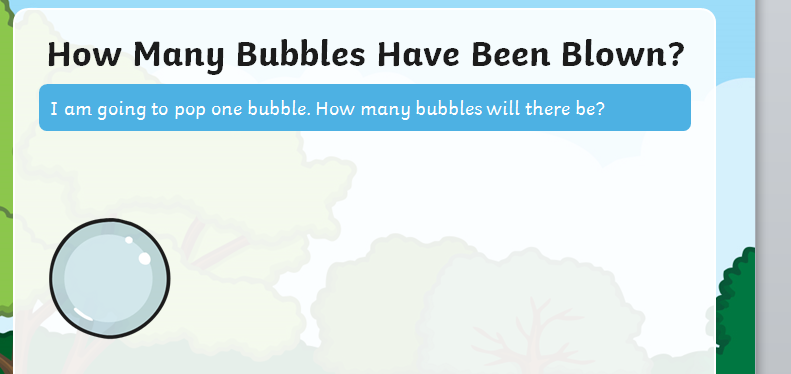 How Many Bubbles Have Been Blown?
I am going to pop one bubble. How many bubbles will there be?